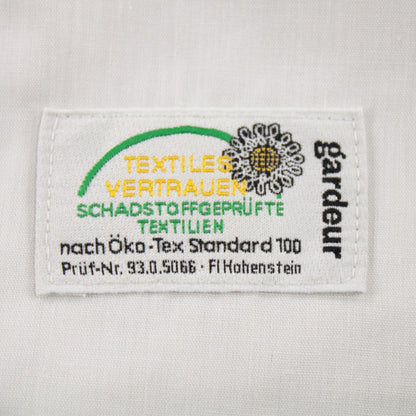 TEXTILES
VERTRAUEN
SCHADSTOFFGEPRÜFTE
TEXTILIEN
nach Öko-Tex Standard 100
Prüf-Nr. 93.0.5066 · FI Hohenstein
gardeur